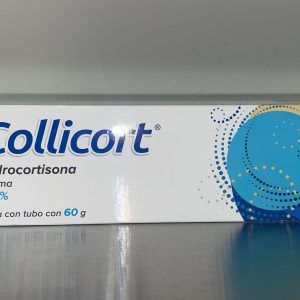 Collicort®
drocortisona
ma
%
a con tubo con 60 g